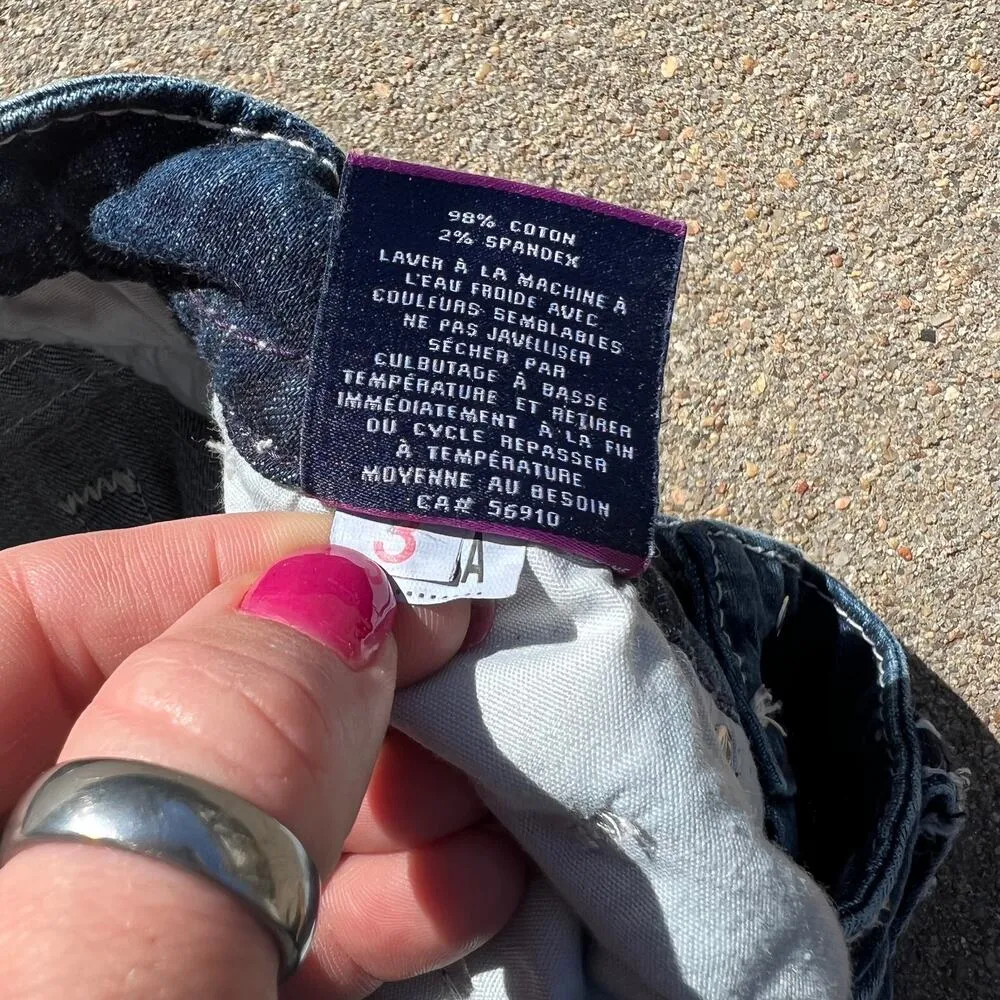 98% COTON
2% SPANDEX
LAVER À LA MACHINE À
L'EAU FROIDE AVEC
COULEURS SEMBLABLES
NE PAS JAVELLISER
SÉCHER PAR
CULBUTAGE À BASSE
TEMPÉRATURE ET RETIRER
IMMÉDIATEMENT À LA FIN
DU CYCLE REPASSER
À TEMPÉRATURE
MOYENNE AU BESOIN
CA# 56910
3 A